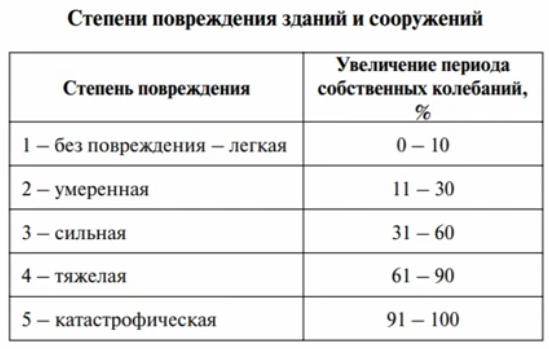 Степени повреждения зданий и сооружений
Степень повреждения
Увеличение периода
собственных колебаний,
%
1 – без повреждения – легкая
0 – 10
2 – умеренная
11 – 30
3 – сильная
31 – 60
4 – тяжелая
61 – 90
5 – катастрофическая
91 – 100